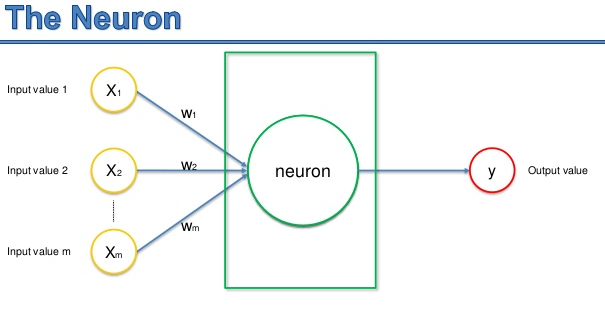 The Neuron
Input value 1
X1
W1
Input value 2
X2
W2
neuron
y
Output value
Wm
Input value m
Xm